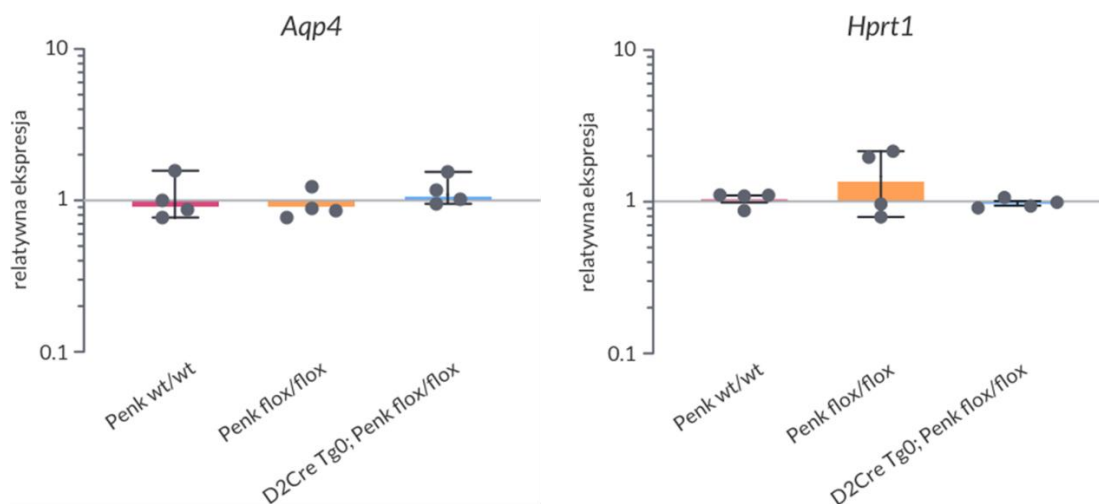 Aqp4
10
1
0.1
relatywna ekspresja
Penk wt/wt
Penk flox/flox
D2Cre Tg0; Penk flox/flox
Hprt1
10
1
0.1
relatywna ekspresja
Penk wt/wt
Penk flox/flox
D2Cre Tg0; Penk flox/flox